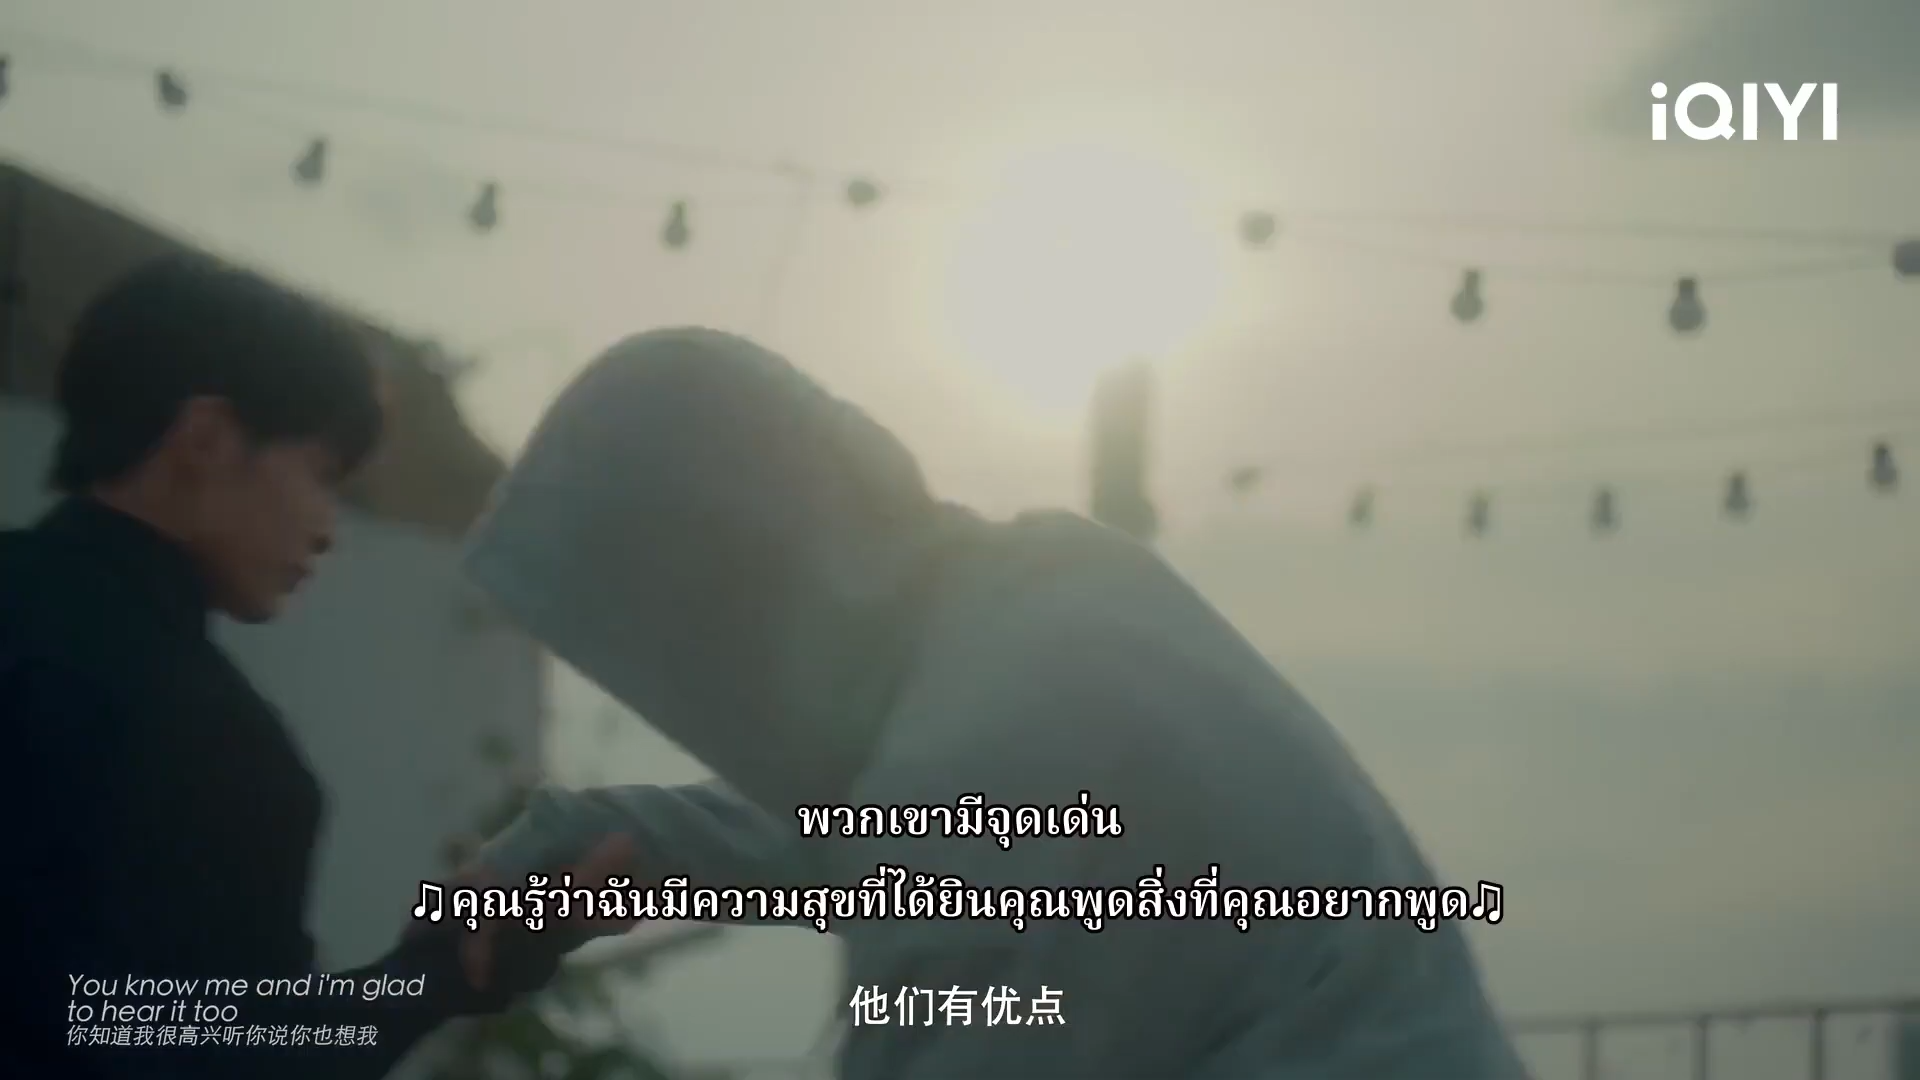 iQIYI
พวกเขามีจุดเด่น
♫คุณรู้ว่าฉันมีความสุขที่ได้ยินคุณพูดสิ่งที่คุณอยากพูด♫
You know me and i'm glad
to hear it too
你知道我很高兴听你说你也想我
他们有优点